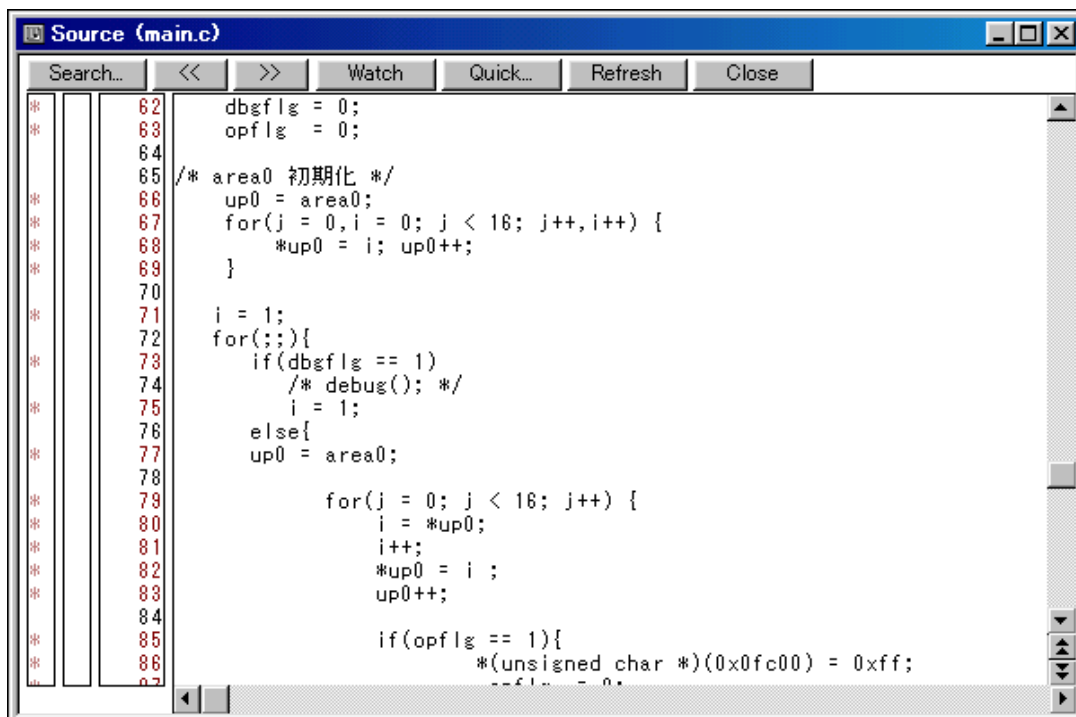 Source (main.c)
Search... << >> Watch Quick... Refresh Close
* 62 dbgflg = 0;
* 63 opflg = 0;
64
65 /* area0 初期化 */
* 66 up0 = area0;
* 67 for(j = 0,i = 0; j < 16; j++,i++) {
* 68 *up0 = i; up0++;
* 69 }
70
* 71 i = 1;
72 for(;;){
* 73 if(dbgflg == 1)
74 /* debug(); */
* 75 i = 1;
76 else{
* 77 up0 = area0;
78
* 79 for(j = 0; j < 16; j++) {
* 80 i = *up0;
* 81 i++;
* 82 *up0 = i ;
* 83 up0++;
84
* 85 if(opflg == 1){
* 86 *(unsigned char *)(0x0fc00) = 0xff;
* 87 opflg = 0;